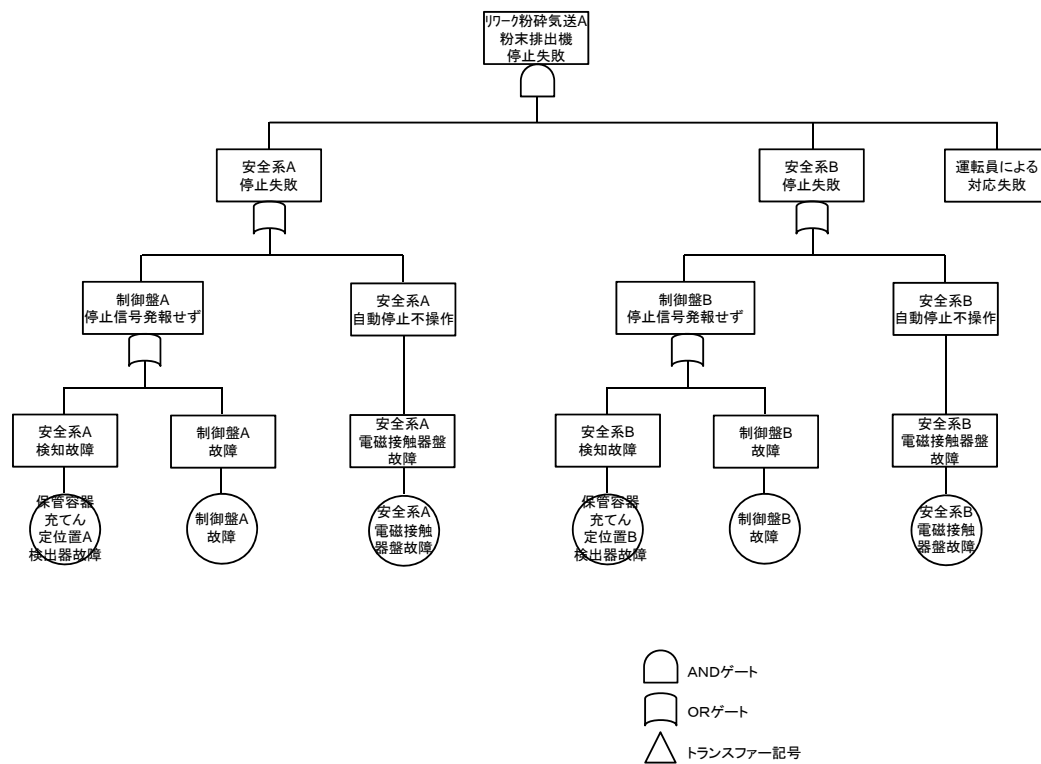 リワーク粉砕気送A
粉末排出機
停止失敗
安全系A
停止失敗
安全系B
停止失敗
運転員による
対応失敗
制御盤A
停止信号発報せず
安全系A
自動停止不操作
制御盤B
停止信号発報せず
安全系B
自動停止不操作
安全系A
検知故障
制御盤A
故障
安全系A
電磁接触器盤
故障
安全系B
検知故障
制御盤B
故障
安全系B
電磁接触器盤
故障
保管容器
充てん
定位置A
検出器故障
制御盤A
故障
安全系A
電磁接触
器盤故障
保管容器
充てん
定位置B
検出器故障
制御盤B
故障
安全系B
電磁接触
器盤故障
ANDゲート
ORゲート
トランスファー記号